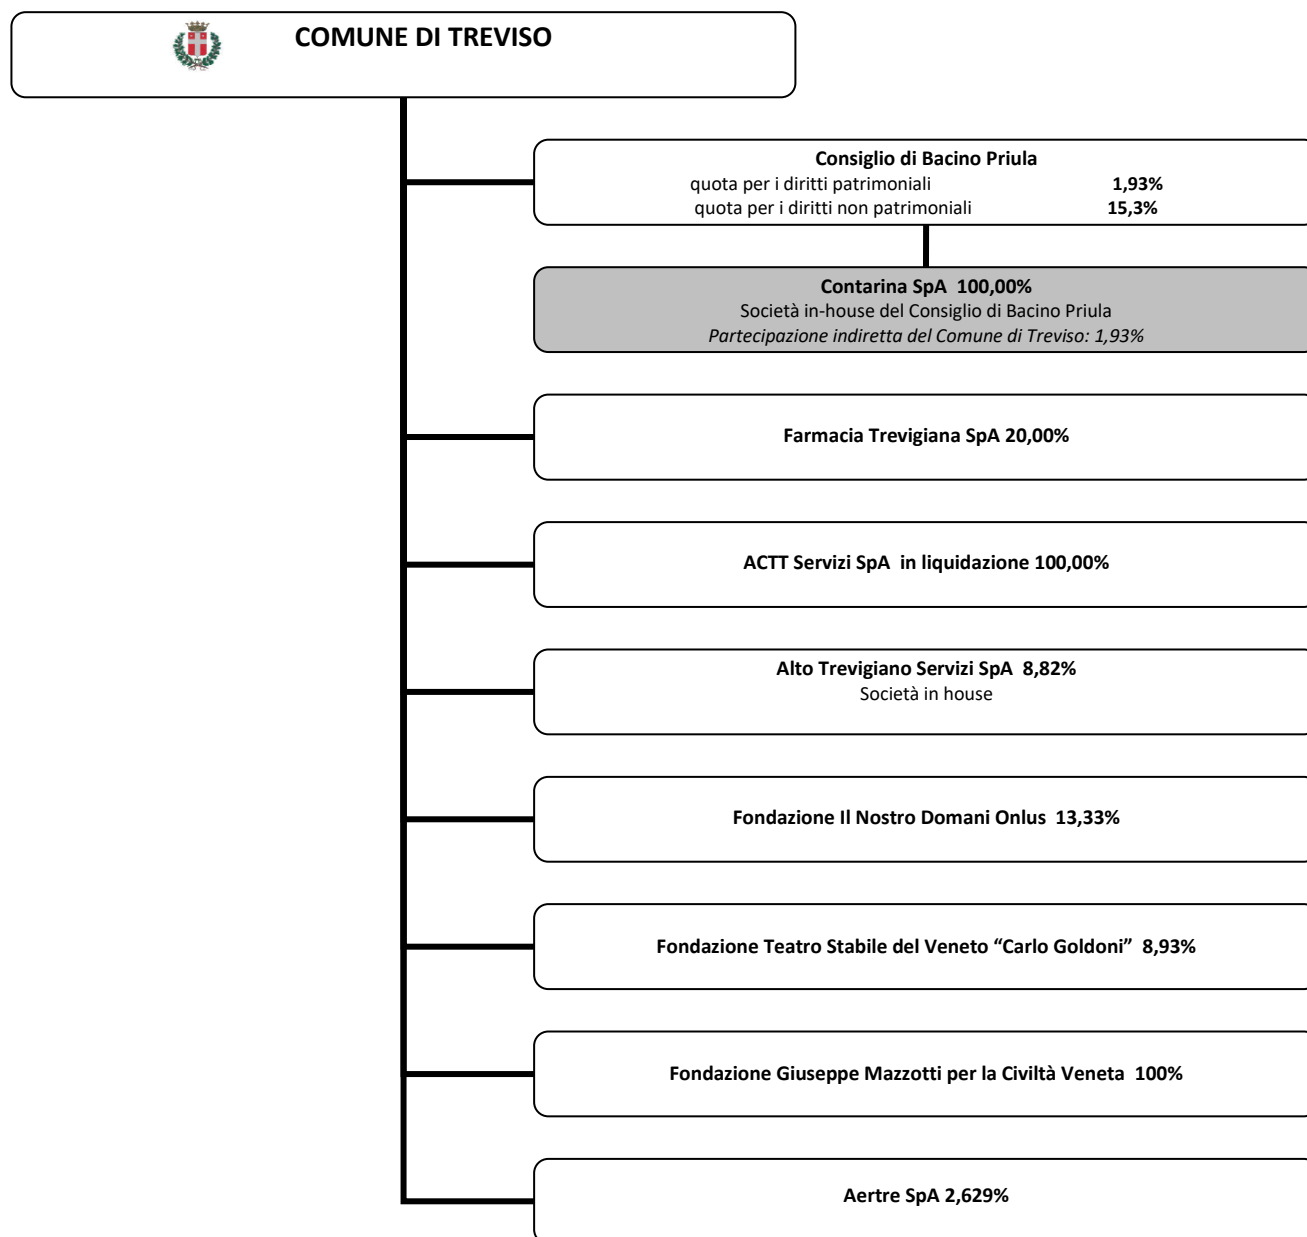 COMUNE DI TREVISO
Consiglio di Bacino Priula
quota per i diritti patrimoniali 1,93%
quota per i diritti non patrimoniali 15,3%
Contarina SpA 100,00%
Società in-house del Consiglio di Bacino Priula
Partecipazione indiretta del Comune di Treviso: 1,93%
Farmacia Trevigiana SpA 20,00%
ACTT Servizi SpA in liquidazione 100,00%
Alto Trevigiano Servizi SpA 8,82%
Società in house
Fondazione Il Nostro Domani Onlus 13,33%
Fondazione Teatro Stabile del Veneto “Carlo Goldoni” 8,93%
Fondazione Giuseppe Mazzotti per la Civiltà Veneta 100%
Aertre SpA 2,629%